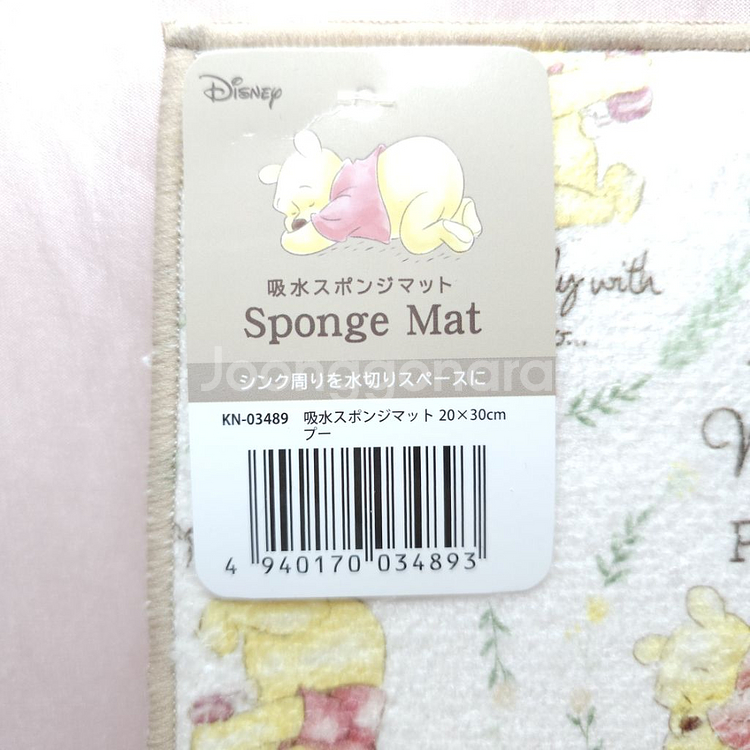 Disney
吸水スポンジマット
Sponge Mat
Joonggonara
シンク周りを水切りスペースに
KN-03489 吸水スポンジマット 20×30cm
プー
4 940170 034893
with